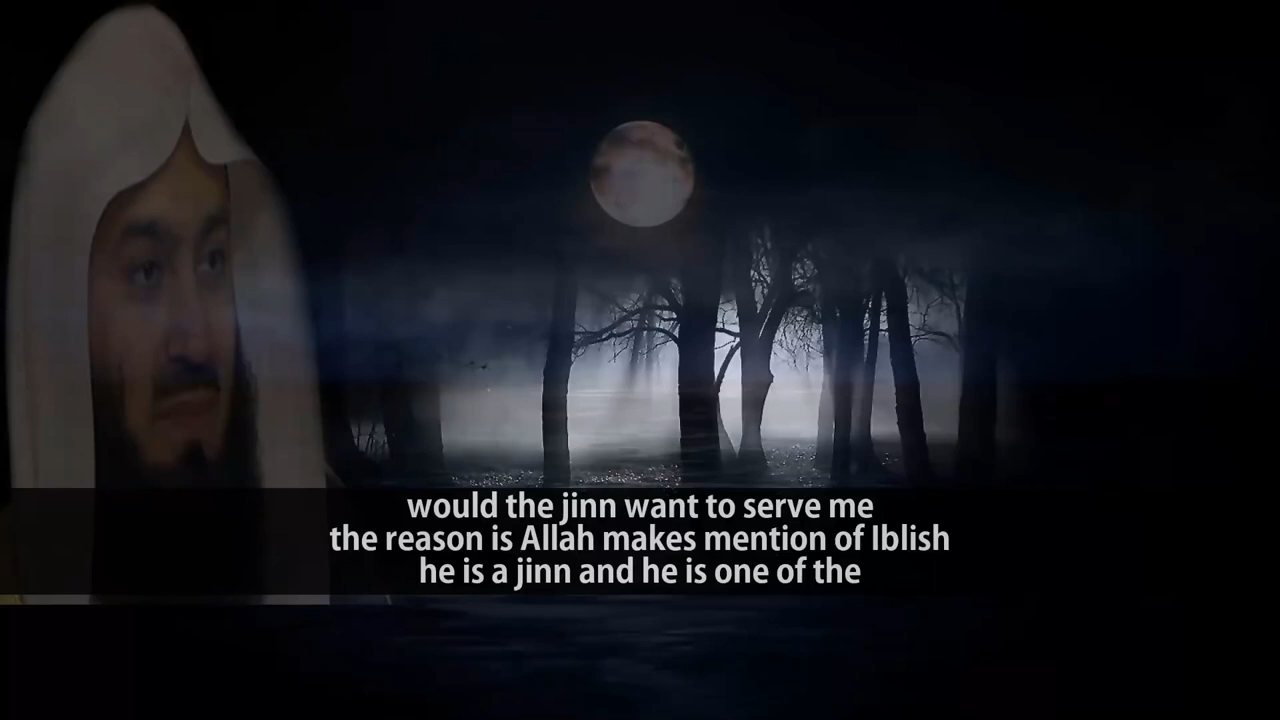 would the jinn want to serve me
the reason is Allah makes mention of Iblish
he is a jinn and he is one of the